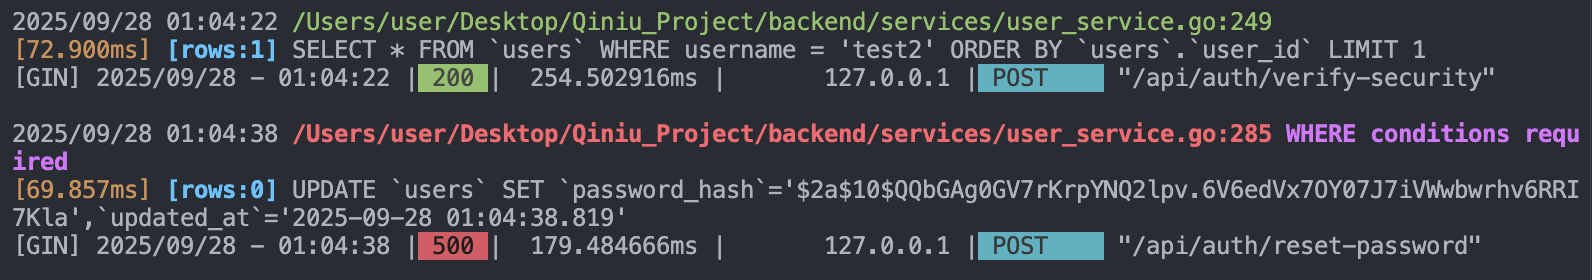 2025/09/28 01:04:22 /Users/user/Desktop/Qiniu_Project/backend/services/user_service.go:249
[72.900ms] [rows:1] SELECT * FROM `users` WHERE username = 'test2' ORDER BY `users`.`user_id` LIMIT 1
[GIN] 2025/09/28 - 01:04:22 | 200 | 254.502916ms | 127.0.0.1 | POST "/api/auth/verify-security"
2025/09/28 01:04:38 /Users/user/Desktop/Qiniu_Project/backend/services/user_service.go:285 WHERE conditions requ
ired
[69.857ms] [rows:0] UPDATE `users` SET `password_hash`='$2a$10$QQbGAg0GV7rKrpYNQ2lpv.6V6edVx7OY07J7iVWwbwrhv6RRI
7Kla',`updated_at`='2025-09-28 01:04:38.819'
[GIN] 2025/09/28 - 01:04:38 | 500 | 179.484666ms | 127.0.0.1 | POST "/api/auth/reset-password"